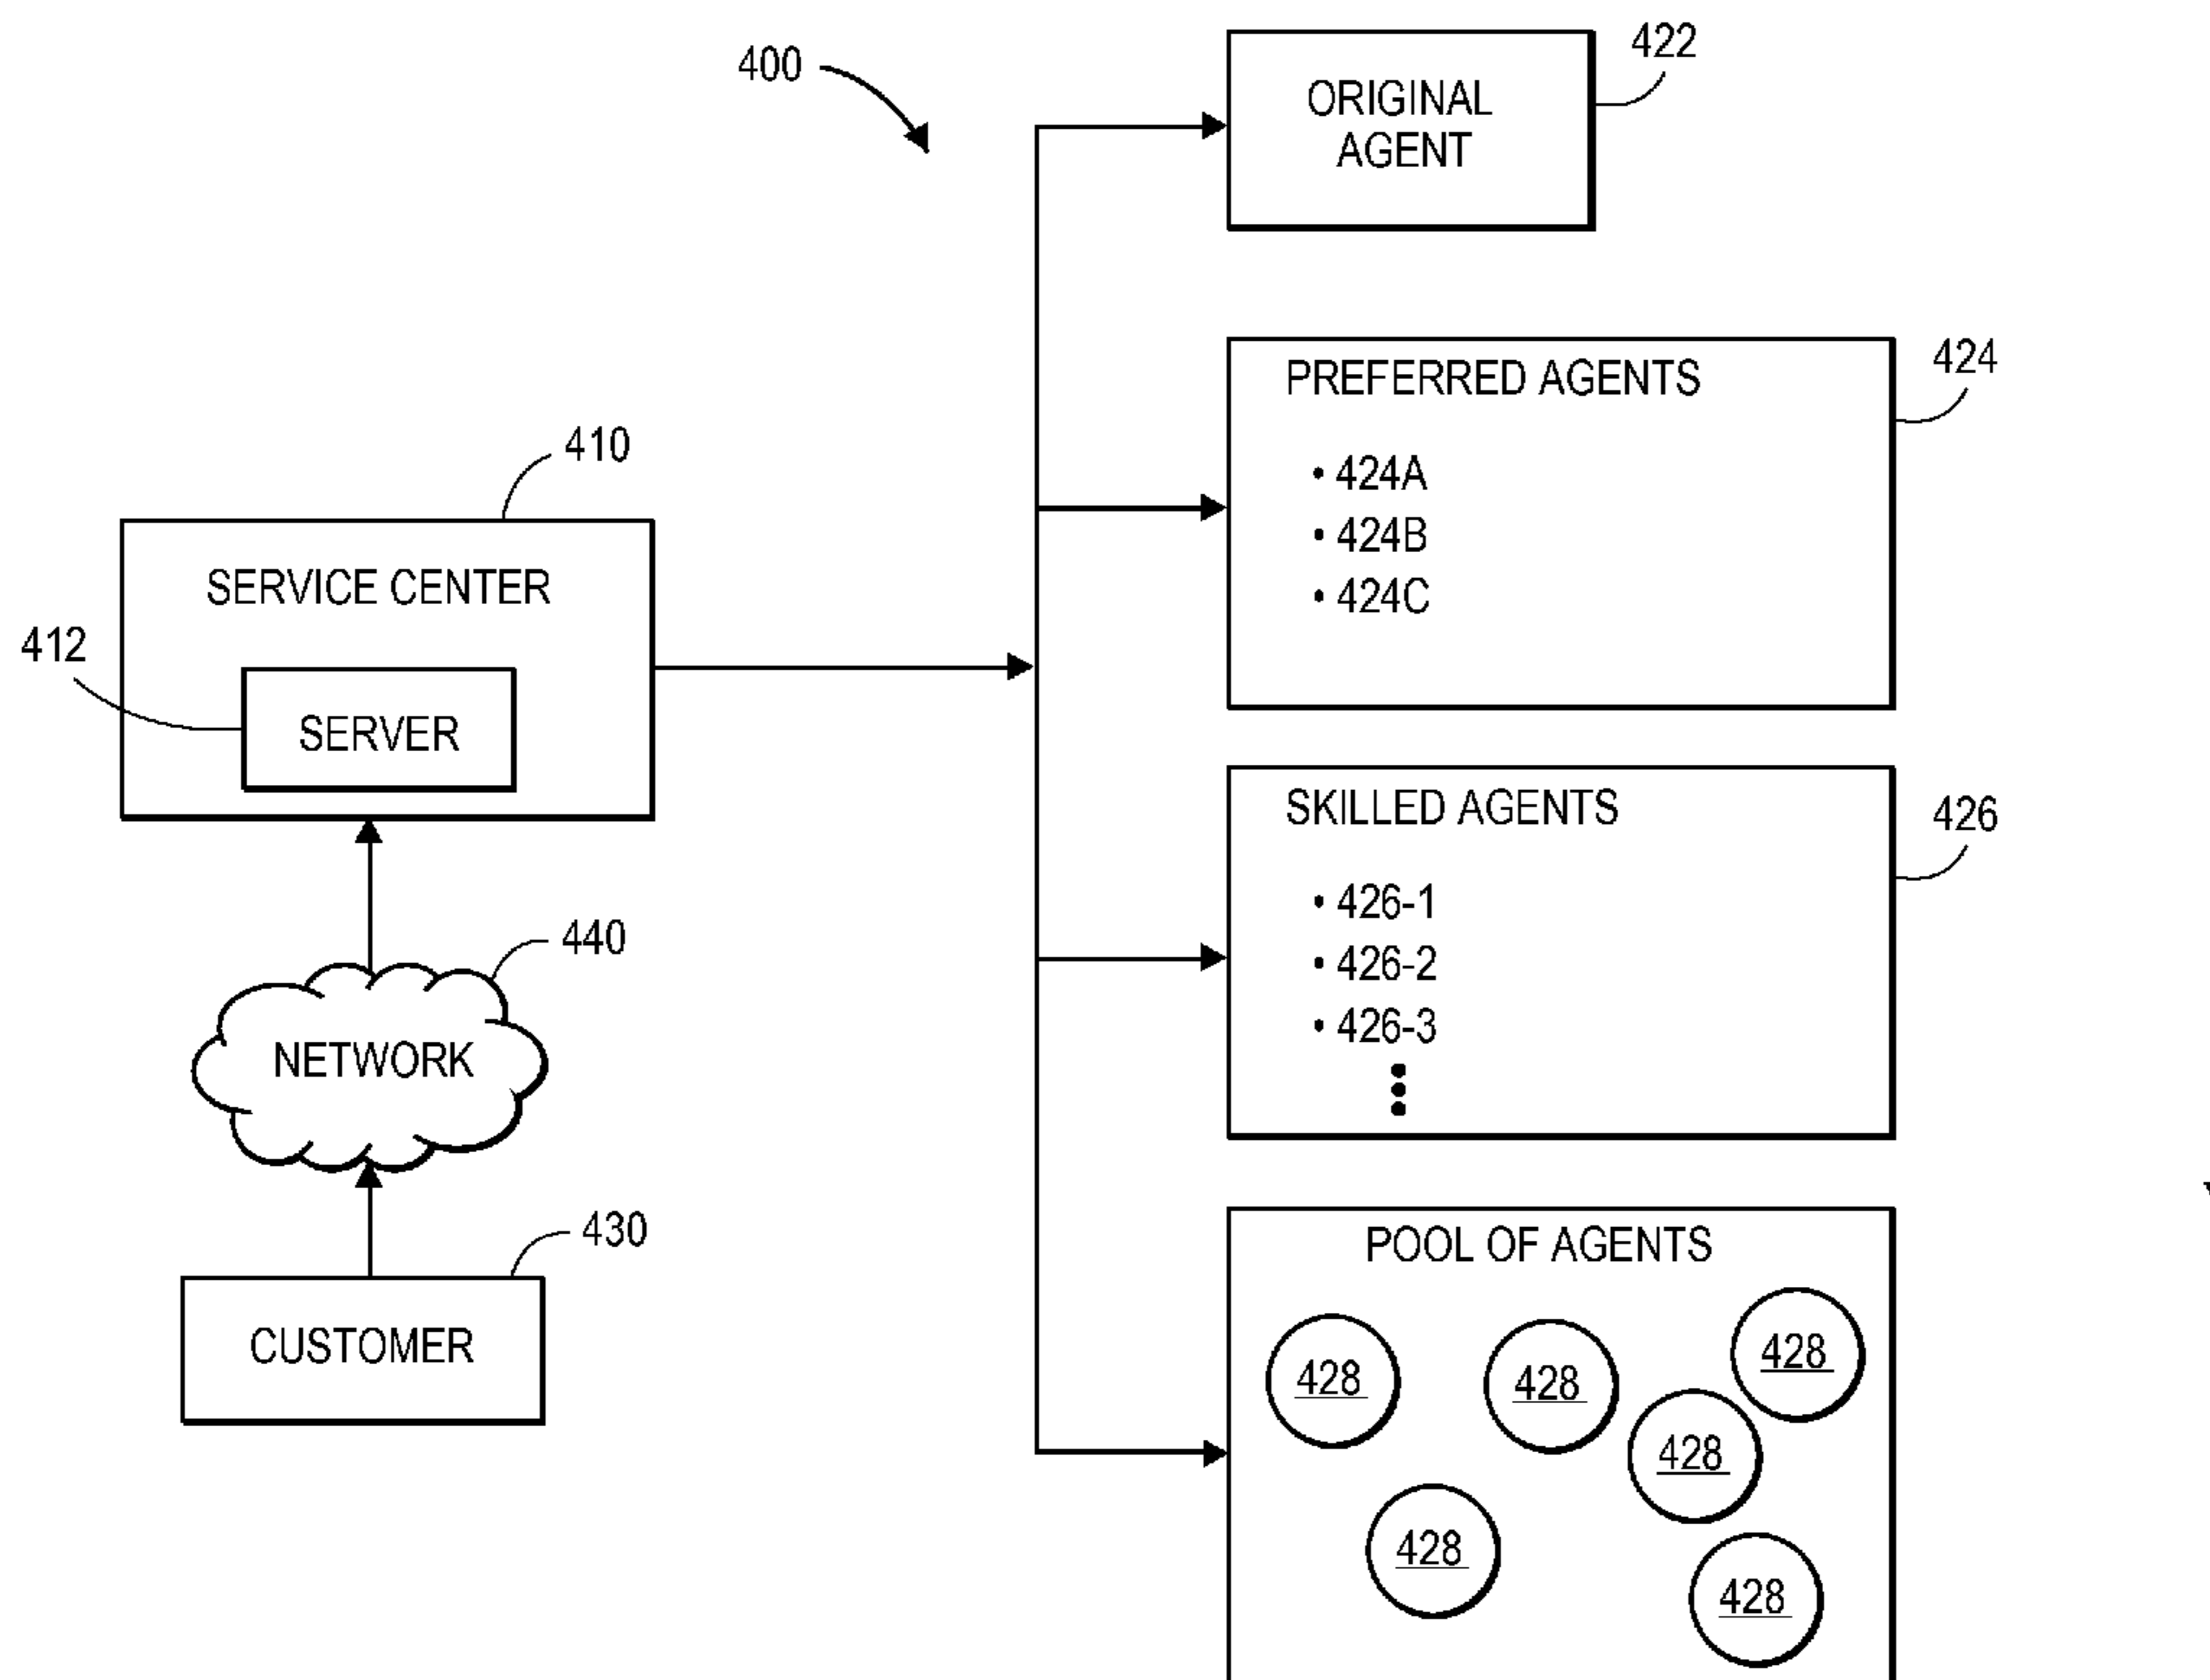 400
422
ORIGINAL
AGENT
424
PREFERRED AGENTS
• 424A
• 424B
• 424C
410
SERVICE CENTER
412
SERVER
426
SKILLED AGENTS
• 426-1
• 426-2
• 426-3
440
NETWORK
430
CUSTOMER
POOL OF AGENTS
428
428
428
428
428
428